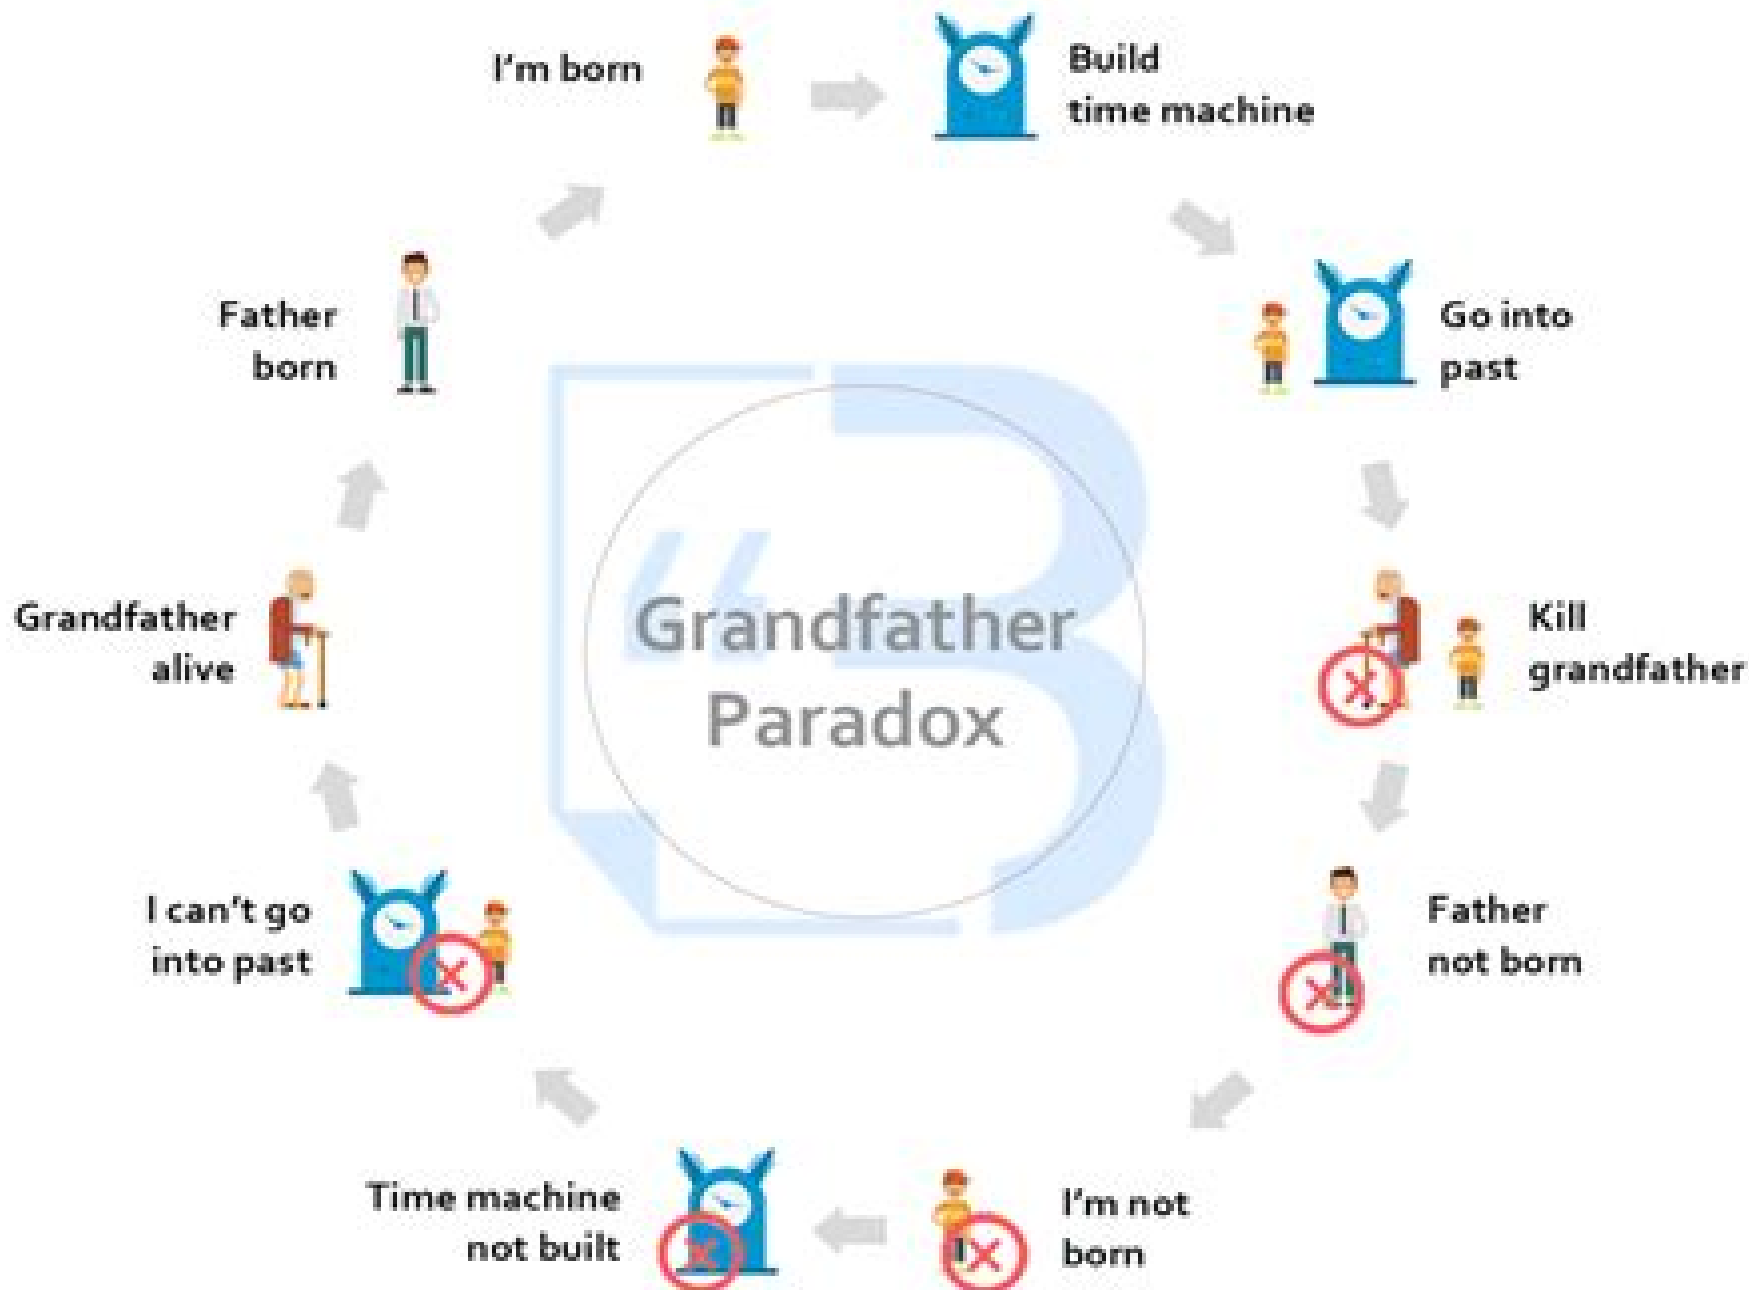 I'm born
Build
time machine
Go into
past
Kill
grandfather
Father
not born
I'm not
born
Time machine
not built
I can't go
into past
Grandfather
alive
Father
born
Grandfather
Paradox